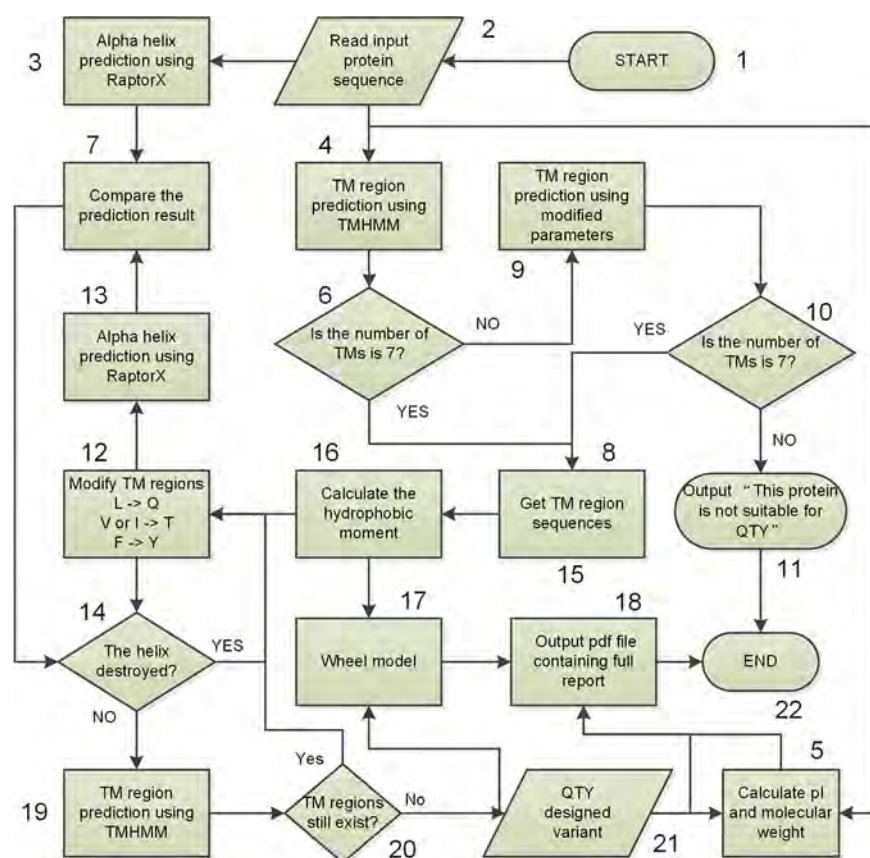 3
Alpha helix
prediction using
RaptorX
2
Read input
protein
sequence
START
1
7
Compare the
prediction result
4
TM region
prediction using
TMHMM
TM region
prediction using
modified
parameters
9
13
Alpha helix
prediction using
RaptorX
6
Is the number of
TMs is 7?
NO
YES
YES
10
Is the number of
TMs is 7?
NO
12
Modify TM regions
L -> Q
V or I -> T
F -> Y
16
Calculate the
hydrophobic
moment
8
Get TM region
sequences
15
Output “ This protein
is not suitable for
QTY ”
11
14
The helix
destroyed?
YES
NO
17
Wheel model
18
Output pdf file
containing full
report
END
22
19
TM region
prediction using
TMHMM
Yes
TM regions
still exist?
No
20
QTY
designed
variant
21
5
Calculate pI
and molecular
weight